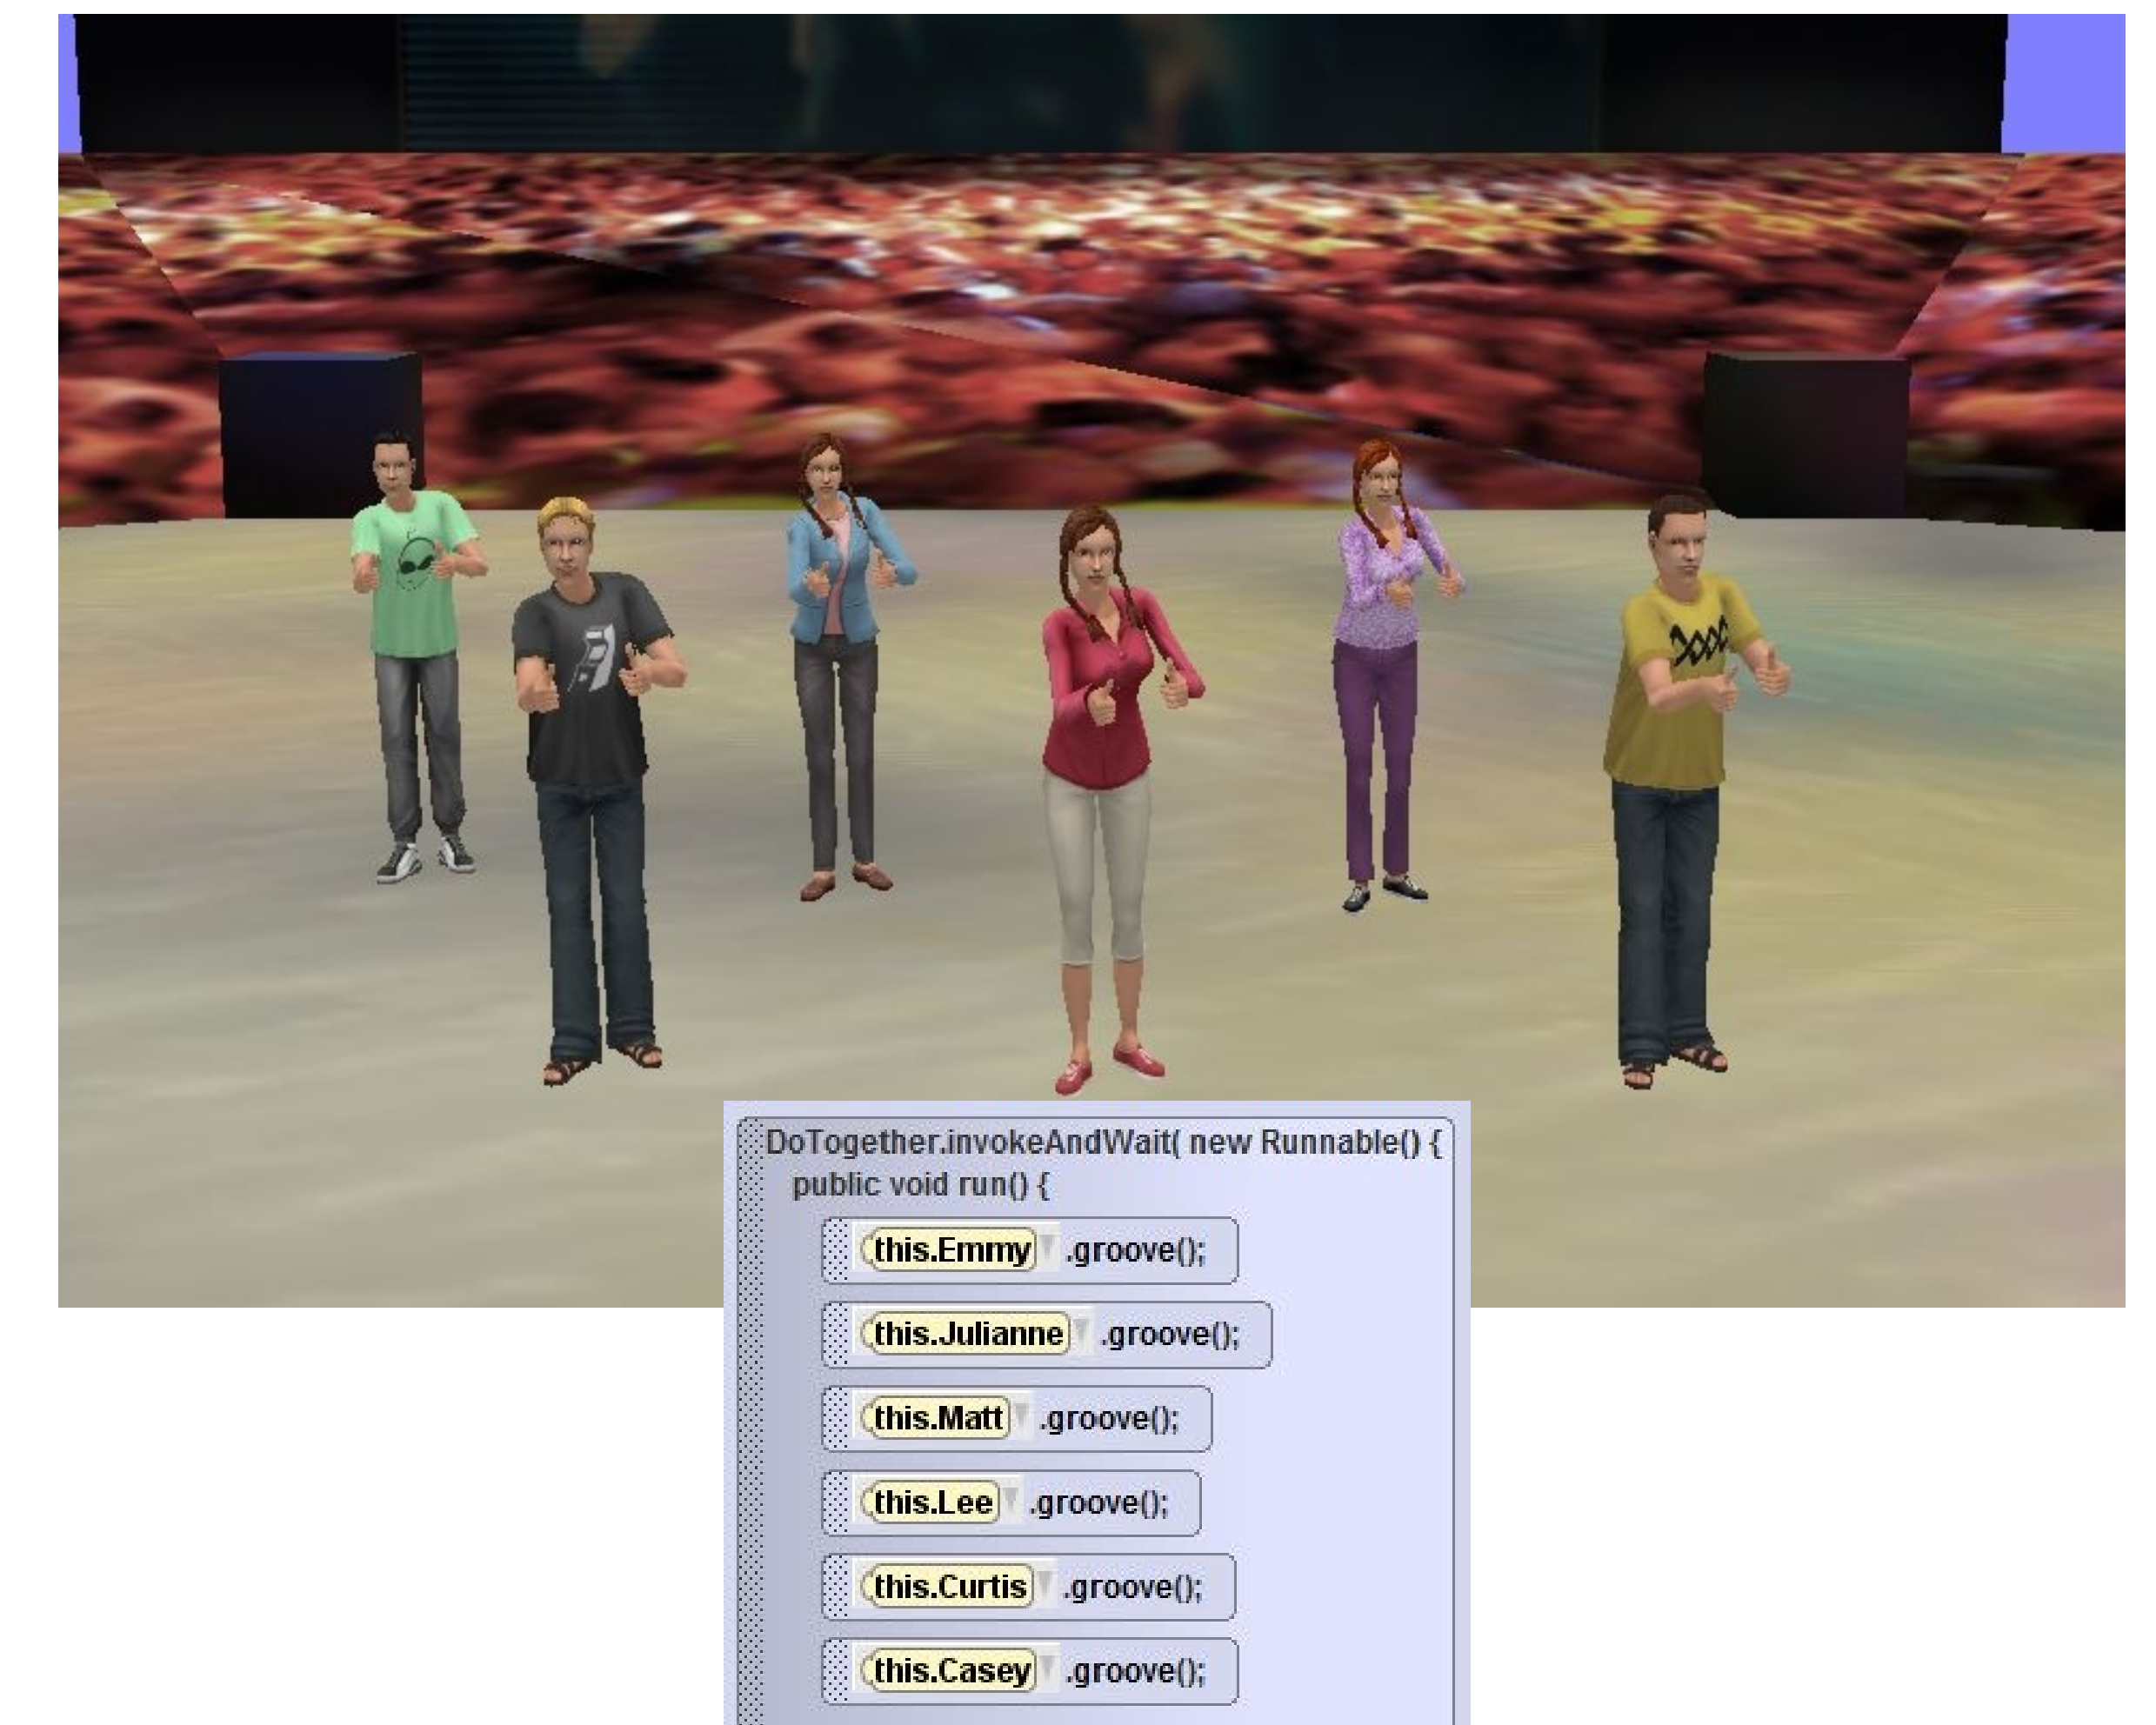 DoTogether.invokeAndWait( new Runnable() {
public void run() {
this.Emmy .groove();
this.Julianne .groove();
this.Matt .groove();
this.Lee .groove();
this.Curtis .groove();
this.Casey .groove();